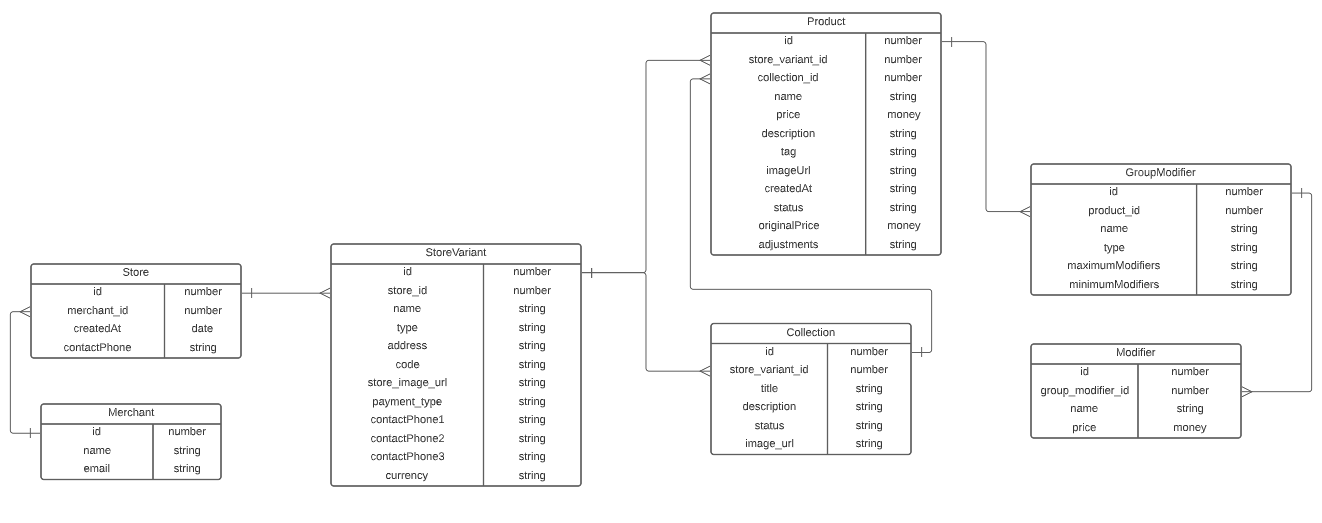 Product
id number
store_variant_id number
collection_id number
name string
price money
description string
tag string
imageUrl string
createdAt string
status string
originalPrice money
adjustments string
GroupModifier
id number
product_id number
name string
type string
maximumModifiers string
minimumModifiers string
StoreVariant
id number
store_id number
name string
type string
address string
code string
store_image_url string
payment_type string
contactPhone1 string
contactPhone2 string
contactPhone3 string
currency string
Store
id number
merchant_id number
createdAt date
contactPhone string
Collection
id number
store_variant_id number
title string
description string
status string
image_url string
Modifier
id number
group_modifier_id number
name string
price money
Merchant
id number
name string
email string